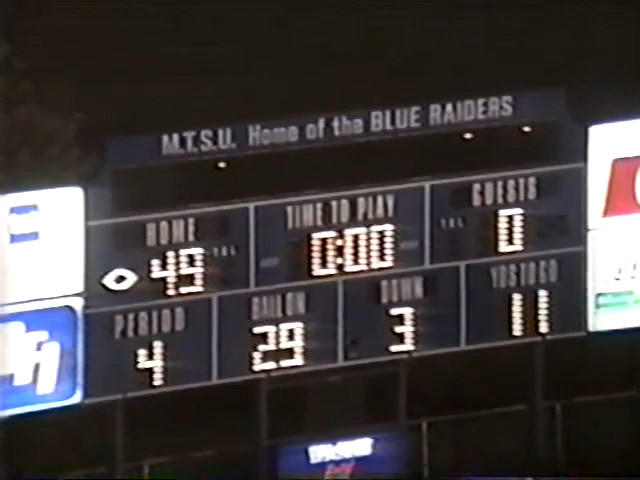 M.T.S.U. Home of the BLUE RAIDERS
HOME TIME TO PLAY GUESTS
49 T.O.L. 0:00 T.O.L. 0
PERIOD BALL ON DOWN YDS TO GO
4 29 3 11